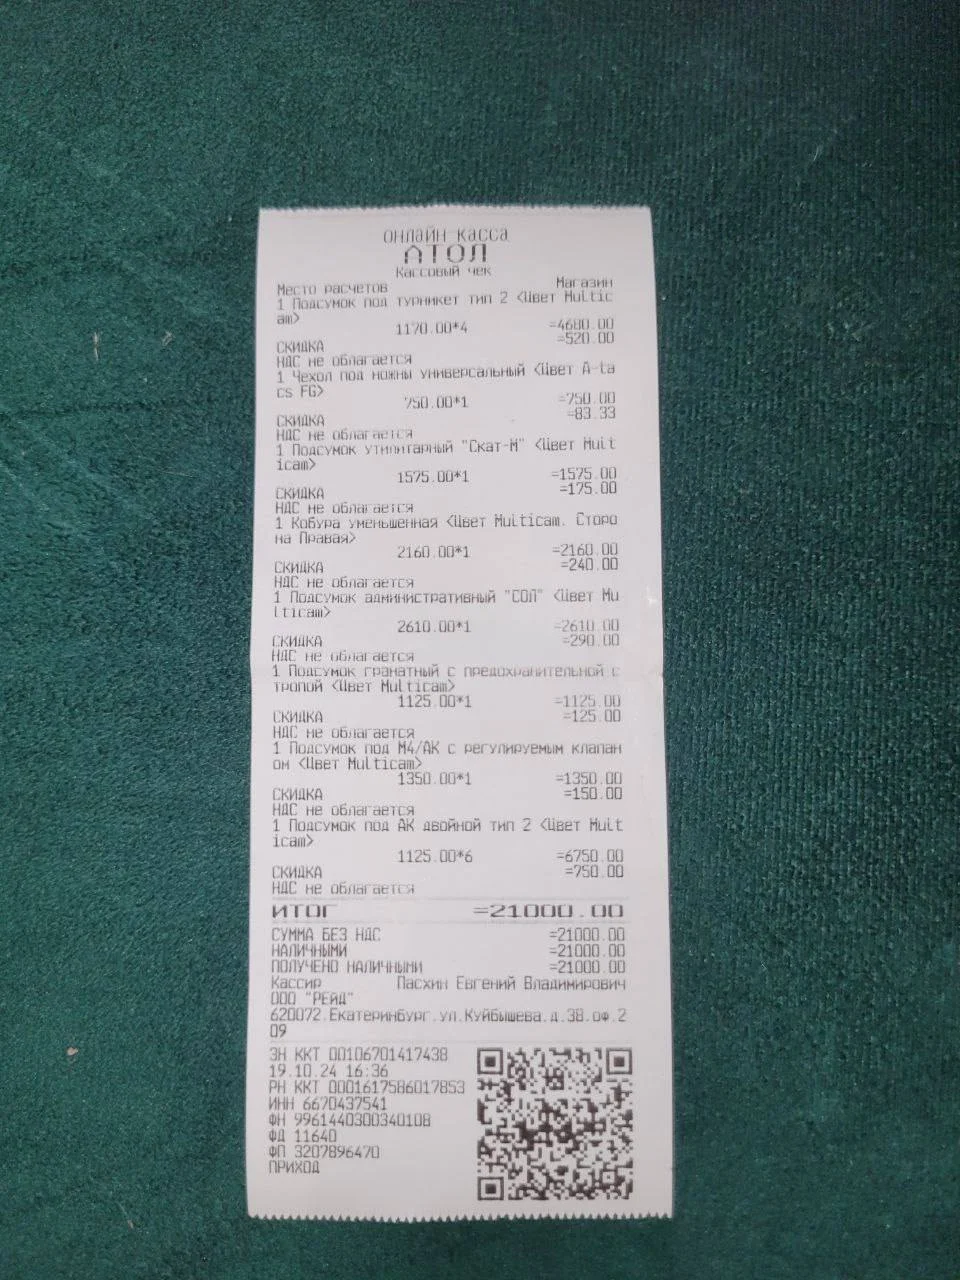 ОНЛАЙН КАССА
АТОЛ
Кассовый чек
Место расчетов Магазин
1 Подсумок под турникет тип 2 <Цвет Multic
am>
1170.00*4 =4680.00
СКИДКА =520.00
НДС не облагается
1 Чехол под ножны универсальный <Цвет A-ta
cs FG>
750.00*1 =750.00
СКИДКА =83.33
НДС не облагается
1 Подсумок утилитарный "Скат-М" <Цвет Mult
icam>
1575.00*1 =1575.00
СКИДКА =175.00
НДС не облагается
1 Кобура уменьшенная <Цвет Multicam. Сторо
на Правая>
2160.00*1 =2160.00
СКИДКА =240.00
НДС не облагается
1 Подсумок административный "СОЛ" <Цвет Mu
lticam>
2610.00*1 =2610.00
СКИДКА =290.00
НДС не облагается
1 Подсумок гранатный с предохранительной с
тропой <Цвет Multicam>
1125.00*1 =1125.00
СКИДКА =125.00
НДС не облагается
1 Подсумок под М4/АК с регулируемым клапан
ом <Цвет Multicam>
1350.00*1 =1350.00
СКИДКА =150.00
НДС не облагается
1 Подсумок под АК двойной тип 2 <Цвет Mult
icam>
1125.00*6 =6750.00
СКИДКА =750.00
НДС не облагается
ИТОГ =21000.00
СУММА БЕЗ НДС =21000.00
НАЛИЧНЫМИ =21000.00
ПОЛУЧЕНО НАЛИЧНЫМИ =21000.00
Кассир Пасхин Евгений Владимирович
ООО "РЕЙД"
620072.Екатеринбург.ул.Куйбышева.д.38.оф.2
09
ЗН ККТ 00106701417438
19.10.24 16:36
РН ККТ 0001617586017853
ИНН 6670437541
ФН 9961440300340108
ФД 11640
ФП 3207896470
ПРИХОД